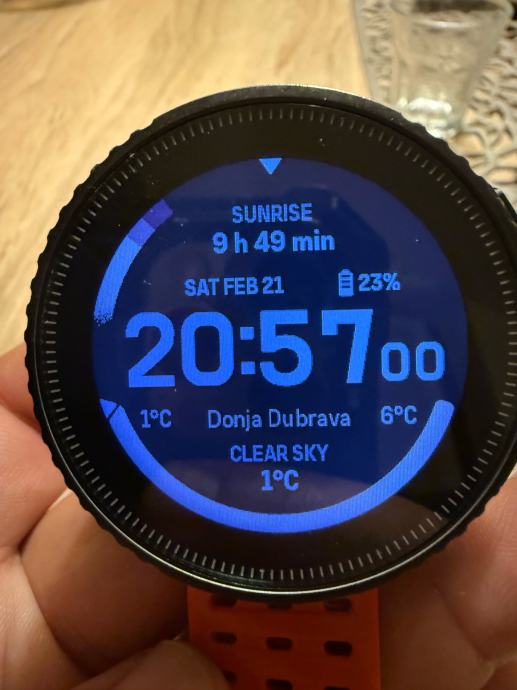 SUNRISE
9 h 49 min
SAT FEB 21 23%
20:57 00
1°C Donja Dubrava 6°C
CLEAR SKY
1°C